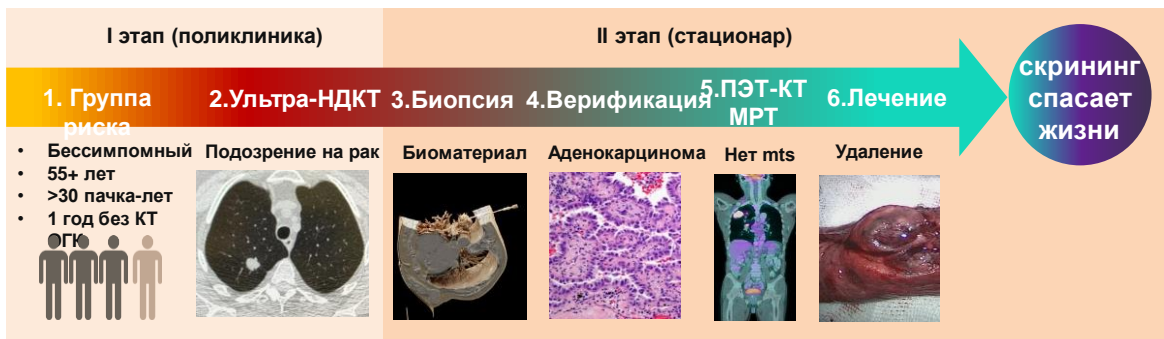 I этап (поликлиника)
II этап (стационар)
1. Группа
риска
2.Ультра-НДКТ
3.Биопсия
4.Верификация
5.ПЭТ-КТ
МРТ
6.Лечение
скрининг
спасает
жизни
• Бессимпомный
• 55+ лет
• >30 пачка-лет
• 1 год без КТ
ОГК
Подозрение на рак
Биоматериал
Аденокарцинома
Нет mts
Удаление